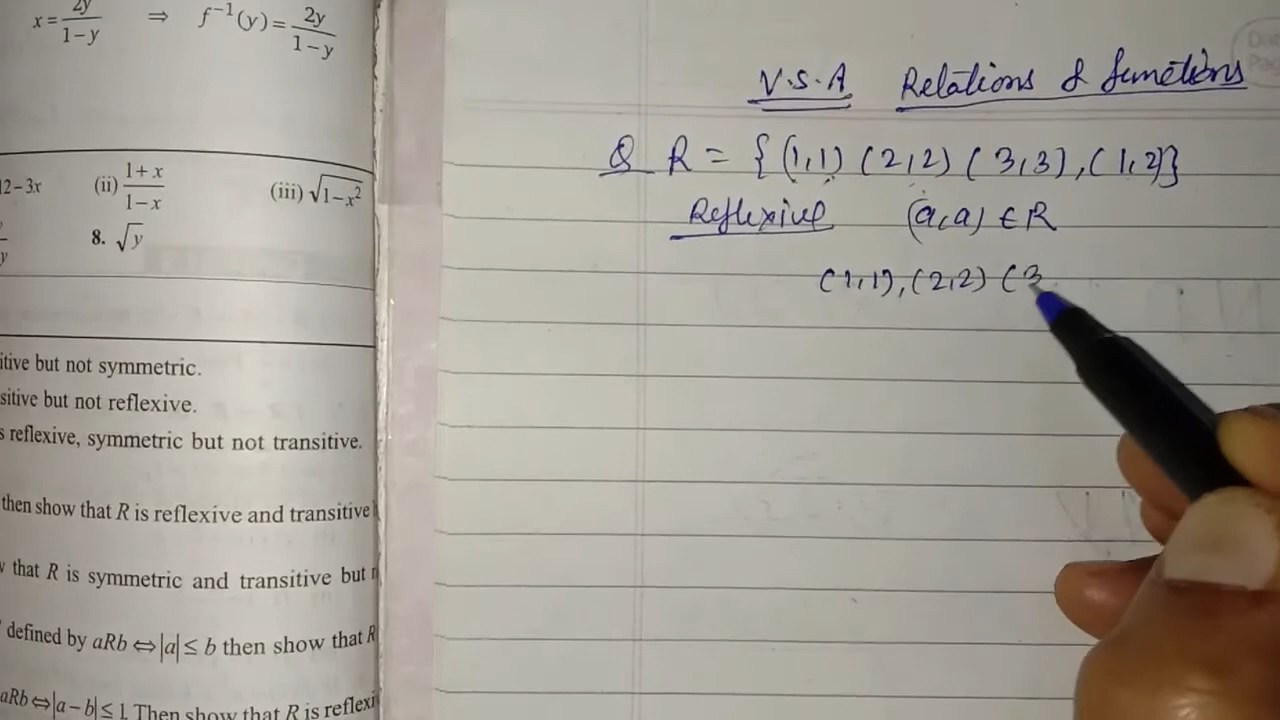 x = 2y/1−y ⇒ f⁻¹(y) = 2y/1−y
2−3x (ii) 1+x/1−x (iii) √1−x²
8. √y
itive but not symmetric.
sitive but not reflexive.
s reflexive, symmetric but not transitive.
then show that R is reflexive and transitive
that R is symmetric and transitive but
defined by aRb ⇔ |a| ≤ b then show that R
aRb ⇔ |a − b| ≤ 1. Then show that R is reflexi
V.S.A Relations & functions
Q R = { (1,1) (2,2) (3,3), (1,2)}
Reflexive (a,a) ∈ R
(1,1), (2,2) (3